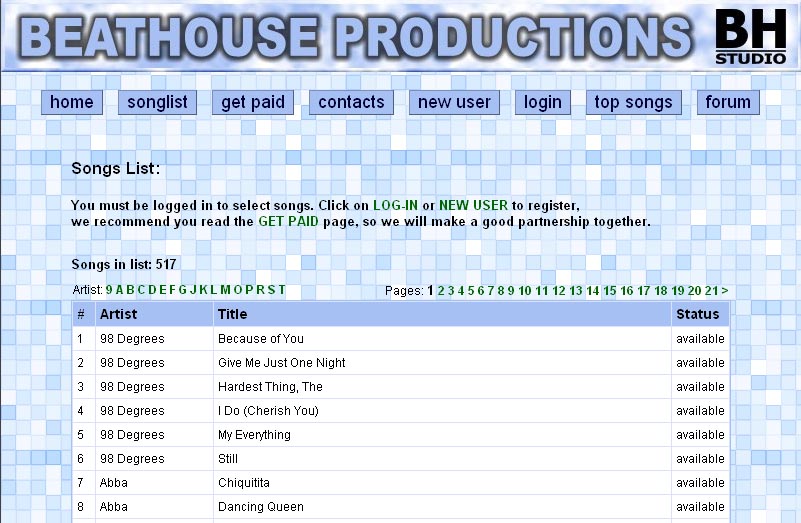 BEATHOUSE PRODUCTIONS BH STUDIO
home songlist get paid contacts new user login top songs forum
Songs List:
You must be logged in to select songs. Click on LOG-IN or NEW USER to register,
we recommend you read the GET PAID page, so we will make a good partnership together.
Songs in list: 517
Artist: 9 A B C D E F G J K L M O P R S T Pages: 1 2 3 4 5 6 7 8 9 10 11 12 13 14 15 16 17 18 19 20 21 >
# Artist Title Status
1 98 Degrees Because of You available
2 98 Degrees Give Me Just One Night available
3 98 Degrees Hardest Thing, The available
4 98 Degrees I Do (Cherish You) available
5 98 Degrees My Everything available
6 98 Degrees Still available
7 Abba Chiquitita available
8 Abba Dancing Queen available